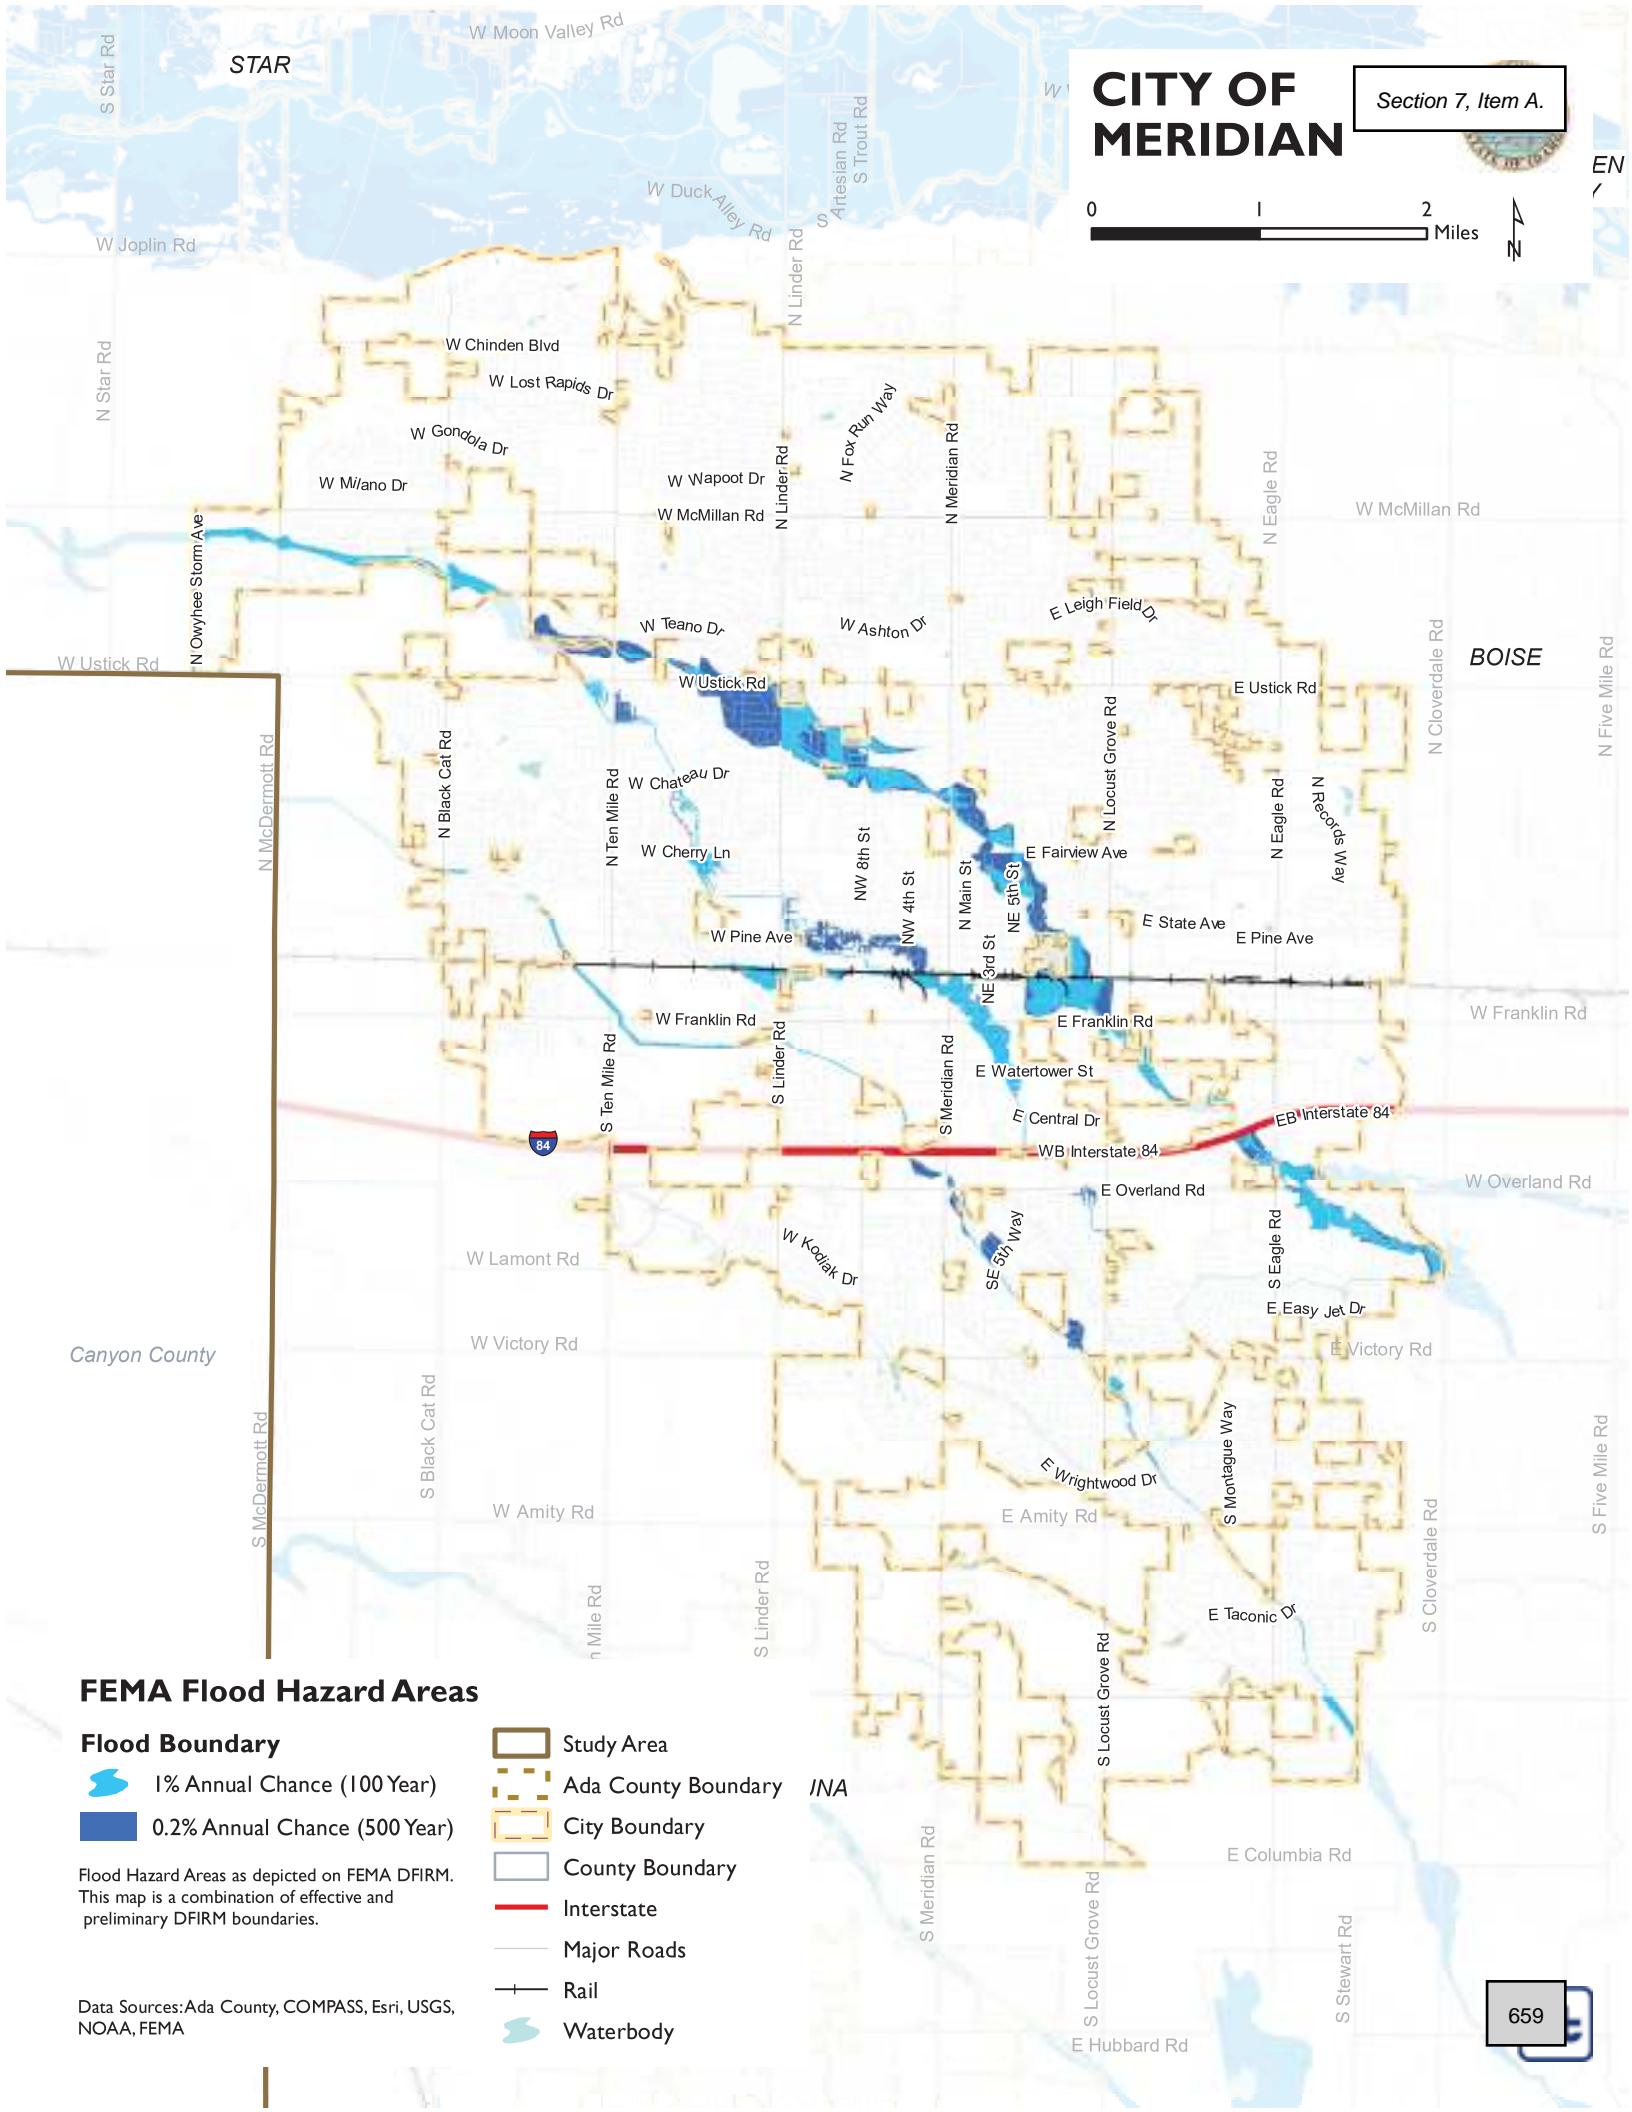 STAR
W Moon Valley Rd
S Star Rd
CITY OF
MERIDIAN
Section 7, Item A.
STATE OF IDAHO
EN
0 1 2
Miles
N
W Duck Alley Rd
S Artesian Rd
S Trout Rd
W Joplin Rd
N Linder Rd
W Chinden Blvd
W Lost Rapids Dr
N Star Rd
N Fox Run Way
W Gondola Dr
N Linder Rd
N Meridian Rd
N Eagle Rd
W Milano Dr
W Wapoot Dr
W McMillan Rd
W McMillan Rd
N Owyhee Storm Ave
E Leigh Field Dr
W Teano Dr
W Ashton Dr
N Cloverdale Rd
N Five Mile Rd
BOISE
W Ustick Rd
W Ustick Rd
E Ustick Rd
N McDermott Rd
N Black Cat Rd
N Ten Mile Rd
W Chateau Dr
N Locust Grove Rd
N Eagle Rd
N Records Way
W Cherry Ln
NW 8th St
NW 4th St
N Main St
NE 5th St
E Fairview Ave
W Pine Ave
NE 3rd St
E State Ave
E Pine Ave
W Franklin Rd
E Franklin Rd
W Franklin Rd
S Ten Mile Rd
S Linder Rd
S Meridian Rd
E Watertower St
E Central Dr
EB Interstate 84
84
WB Interstate 84
W Overland Rd
E Overland Rd
W Lamont Rd
W Kodiak Dr
SE 5th Way
S Eagle Rd
E Easy Jet Dr
W Victory Rd
E Victory Rd
Canyon County
S McDermott Rd
S Black Cat Rd
S Montague Way
E Wrightwood Dr
S Five Mile Rd
W Amity Rd
E Amity Rd
S Cloverdale Rd
Mile Rd
S Linder Rd
E Taconic Dr
S Locust Grove Rd
FEMA Flood Hazard Areas
Flood Boundary
1% Annual Chance (100 Year)
0.2% Annual Chance (500 Year)
Flood Hazard Areas as depicted on FEMA DFIRM.
This map is a combination of effective and
preliminary DFIRM boundaries.
Data Sources: Ada County, COMPASS, Esri, USGS,
NOAA, FEMA
Study Area
Ada County Boundary
City Boundary
County Boundary
Interstate
Major Roads
Rail
Waterbody
UNA
E Columbia Rd
S Meridian Rd
S Locust Grove Rd
S Stewart Rd
E Hubbard Rd
659